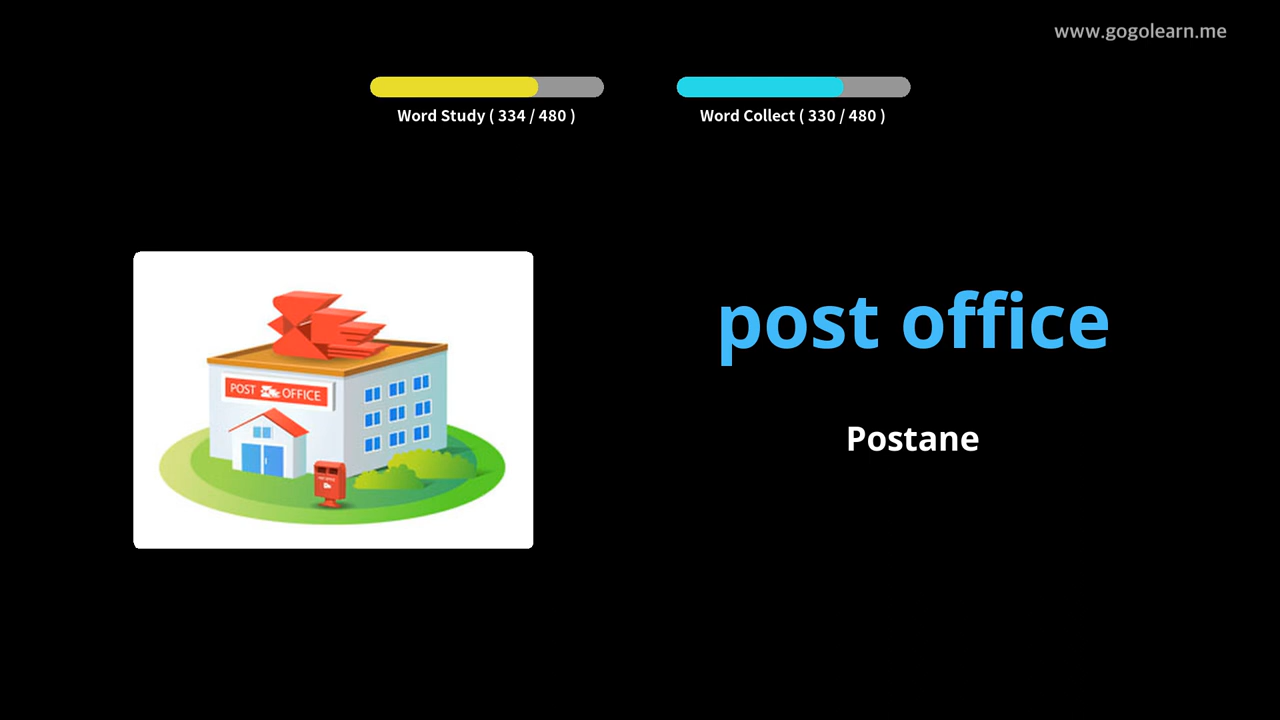 www.gogolearn.me
Word Study ( 334 / 480 )
Word Collect ( 330 / 480 )
POST OFFICE
post office
Postane